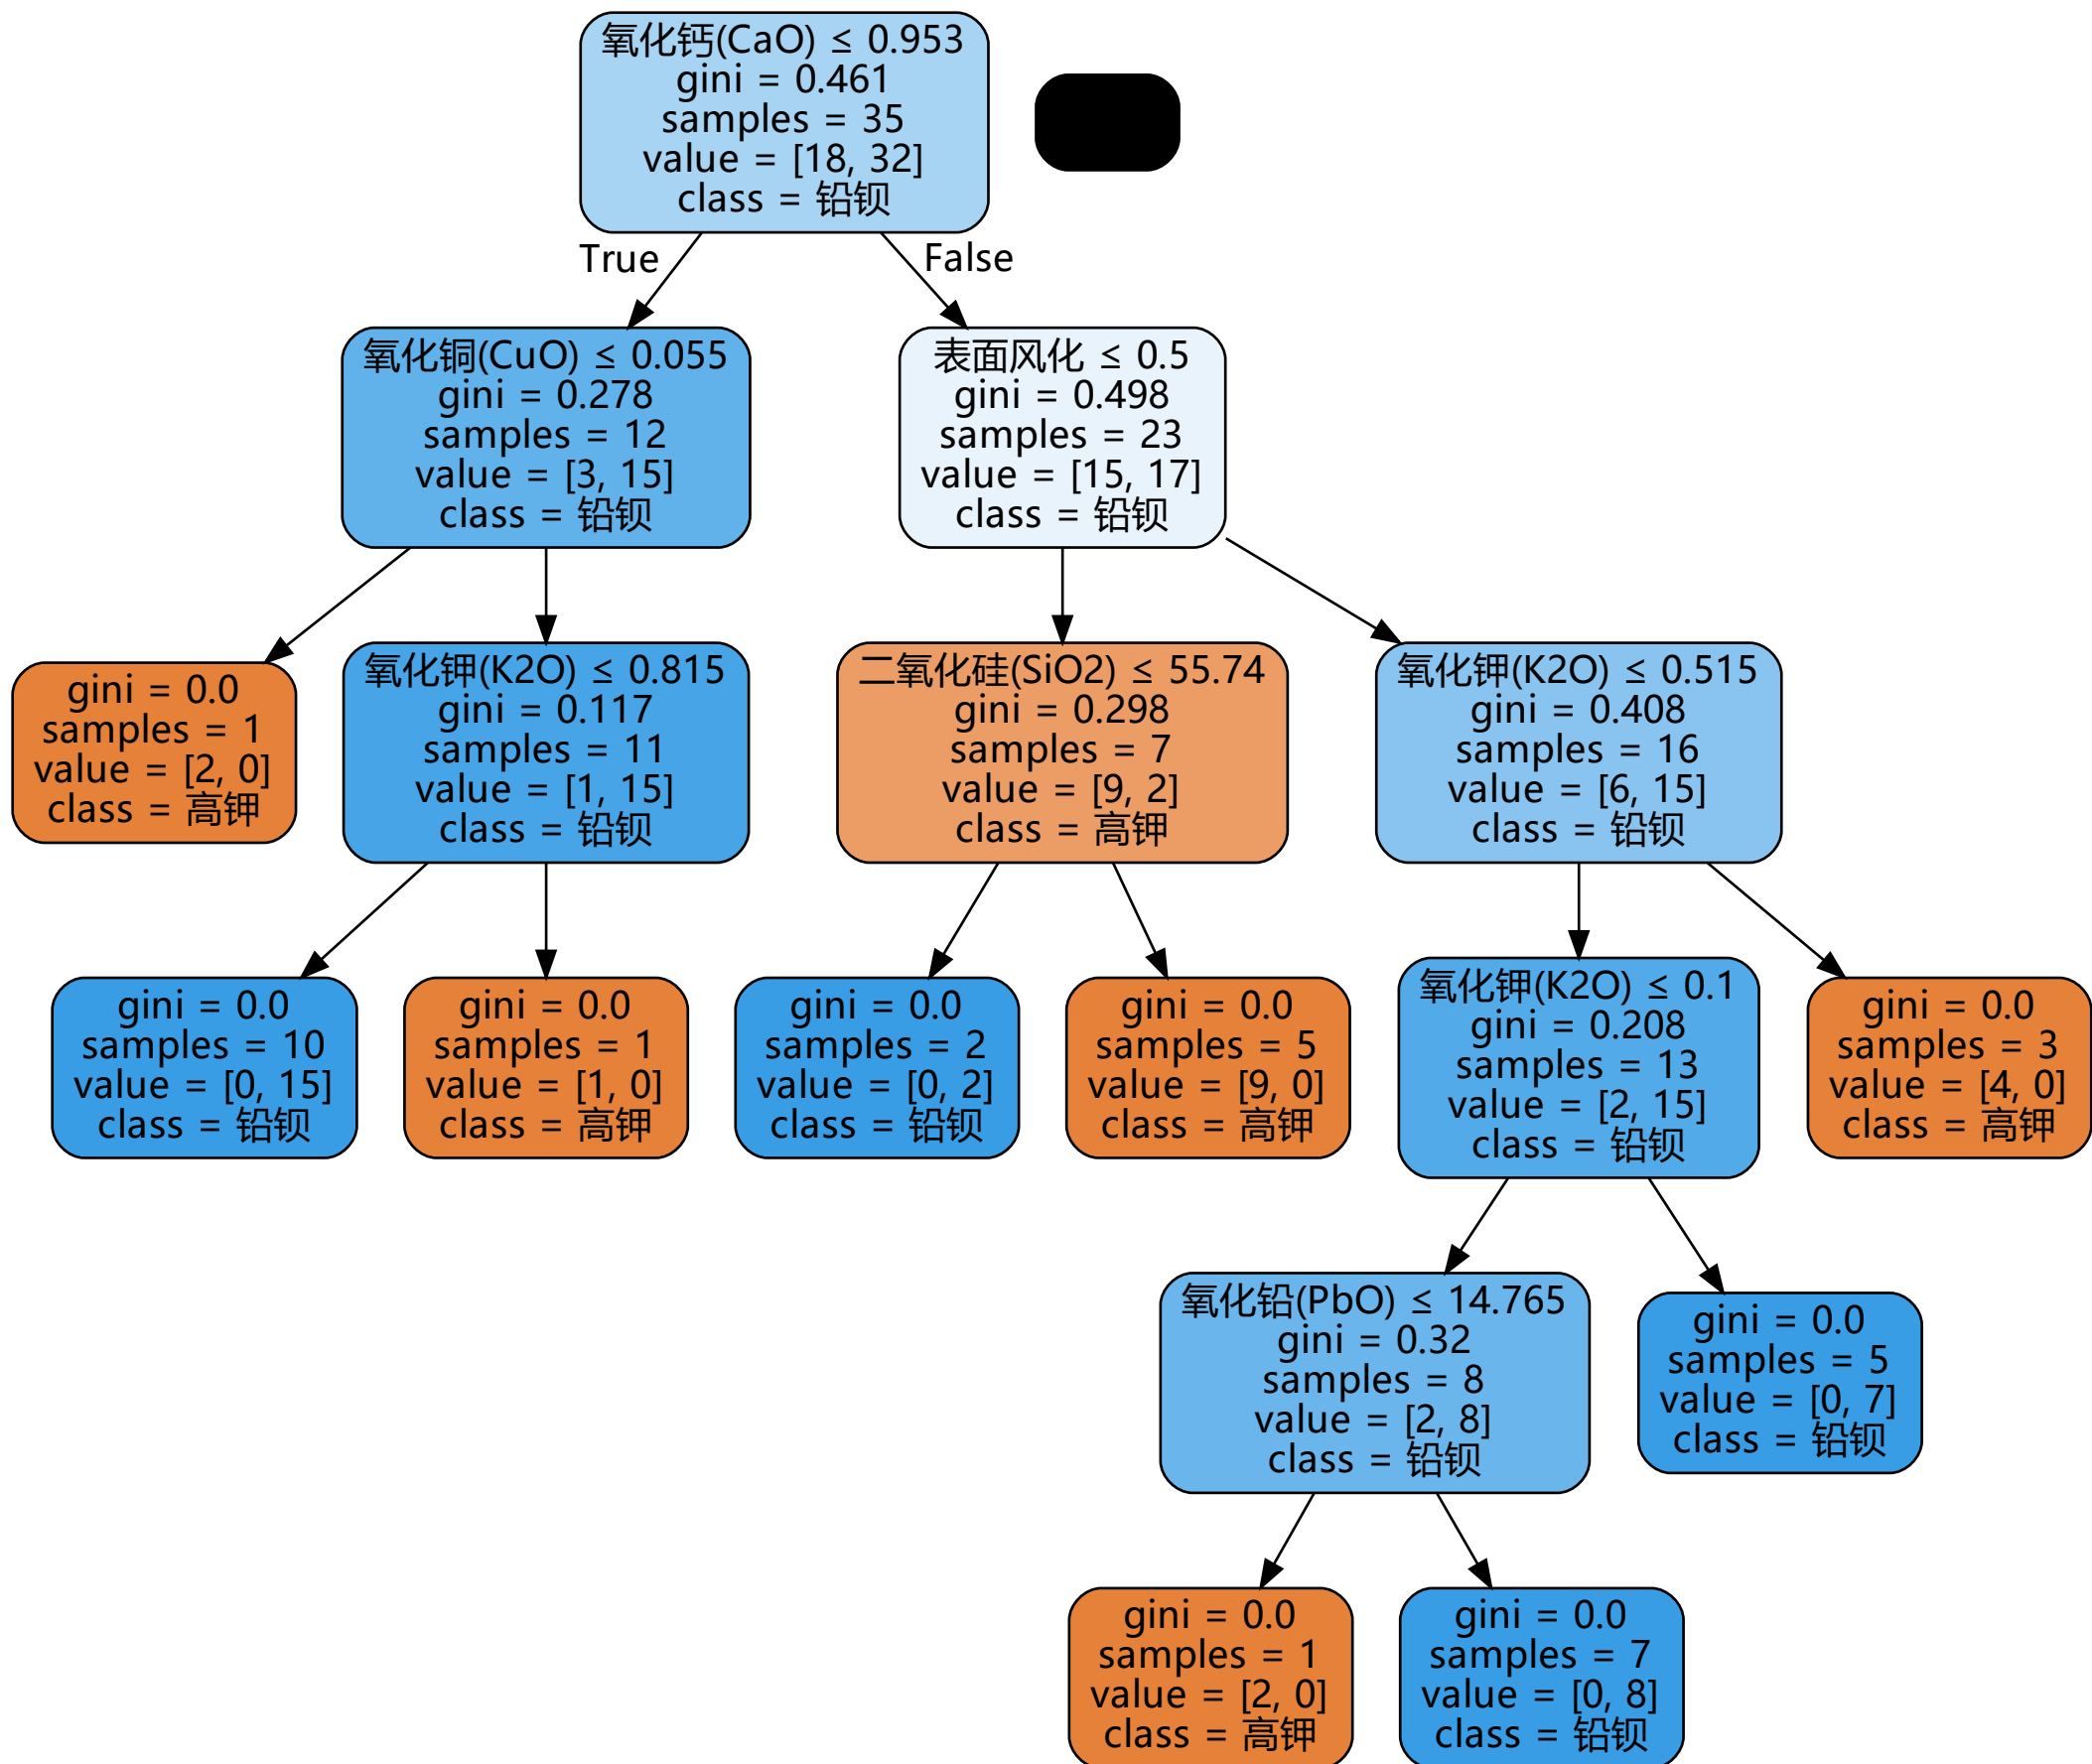 氧化钙(CaO) ≤ 0.953
gini = 0.461
samples = 35
value = [18, 32]
class = 铅钡
True
False
氧化铜(CuO) ≤ 0.055
gini = 0.278
samples = 12
value = [3, 15]
class = 铅钡
表面风化 ≤ 0.5
gini = 0.498
samples = 23
value = [15, 17]
class = 铅钡
gini = 0.0
samples = 1
value = [2, 0]
class = 高钾
氧化钾(K2O) ≤ 0.815
gini = 0.117
samples = 11
value = [1, 15]
class = 铅钡
二氧化硅(SiO2) ≤ 55.74
gini = 0.298
samples = 7
value = [9, 2]
class = 高钾
氧化钾(K2O) ≤ 0.515
gini = 0.408
samples = 16
value = [6, 15]
class = 铅钡
gini = 0.0
samples = 10
value = [0, 15]
class = 铅钡
gini = 0.0
samples = 1
value = [1, 0]
class = 高钾
gini = 0.0
samples = 2
value = [0, 2]
class = 铅钡
gini = 0.0
samples = 5
value = [9, 0]
class = 高钾
氧化钾(K2O) ≤ 0.1
gini = 0.208
samples = 13
value = [2, 15]
class = 铅钡
gini = 0.0
samples = 3
value = [4, 0]
class = 高钾
氧化铅(PbO) ≤ 14.765
gini = 0.32
samples = 8
value = [2, 8]
class = 铅钡
gini = 0.0
samples = 5
value = [0, 7]
class = 铅钡
gini = 0.0
samples = 1
value = [2, 0]
class = 高钾
gini = 0.0
samples = 7
value = [0, 8]
class = 铅钡